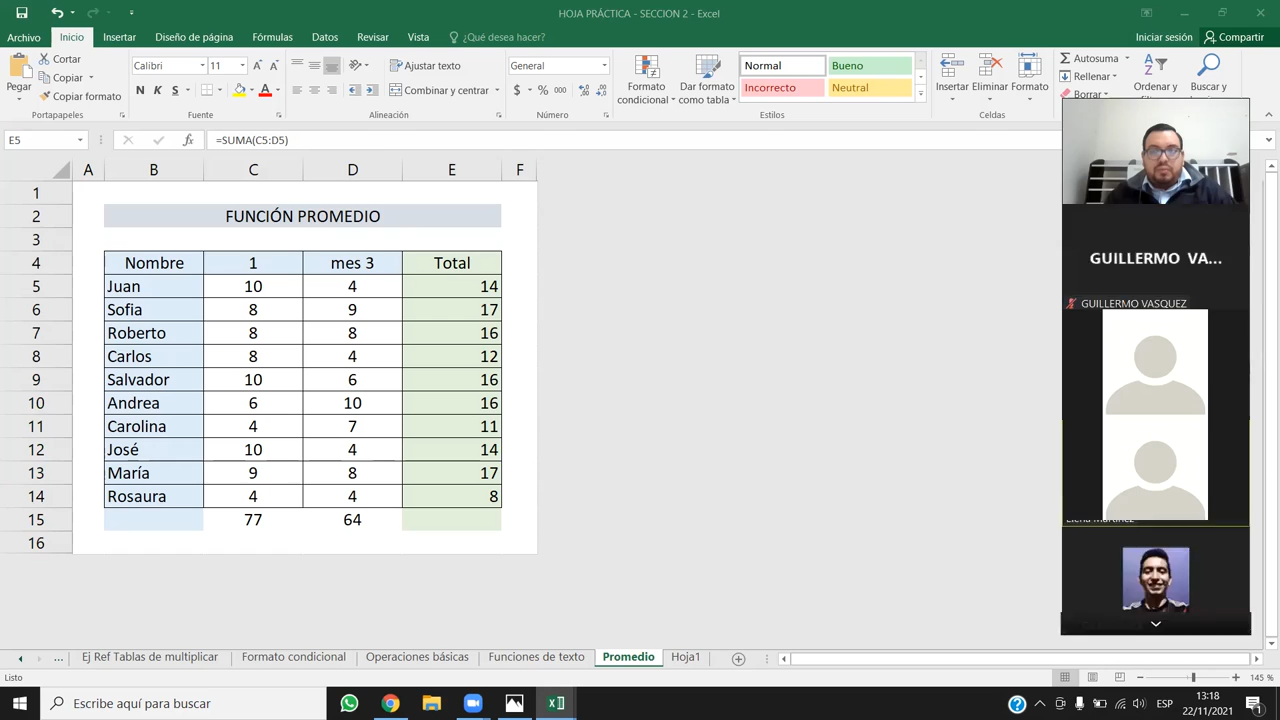 HOJA PRÁCTICA - SECCION 2 - Excel
Archivo Inicio Insertar Diseño de página Fórmulas Datos Revisar Vista ¿Qué desea hacer? Iniciar sesión Compartir
Pegar
Cortar
Copiar
Copiar formato
Portapapeles
Calibri 11
N K S
Fuente
Ajustar texto
Combinar y centrar
Alineación
General
$ % 000
Número
Formato condicional
Dar formato como tabla
Normal Bueno
Incorrecto Neutral
Estilos
Insertar Eliminar Formato
Celdas
Autosuma
Rellenar
Borrar
Ordenar y
Buscar y
E5 fx =SUMA(C5:D5)
A B C D E F
1
2 FUNCIÓN PROMEDIO
3
4 Nombre 1 mes 3 Total
5 Juan 10 4 14
6 Sofia 8 9 17
7 Roberto 8 8 16
8 Carlos 8 4 12
9 Salvador 10 6 16
10 Andrea 6 10 16
11 Carolina 4 7 11
12 José 10 4 14
13 María 9 8 17
14 Rosaura 4 4 8
15 77 64
16
GUILLERMO VA...
GUILLERMO VASQUEZ
Elena Martínez
... Ej Ref Tablas de multiplicar Formato condicional Operaciones básicas Funciones de texto Promedio Hoja1
Listo
145 %
Escribe aquí para buscar
ESP
13:18
22/11/2021